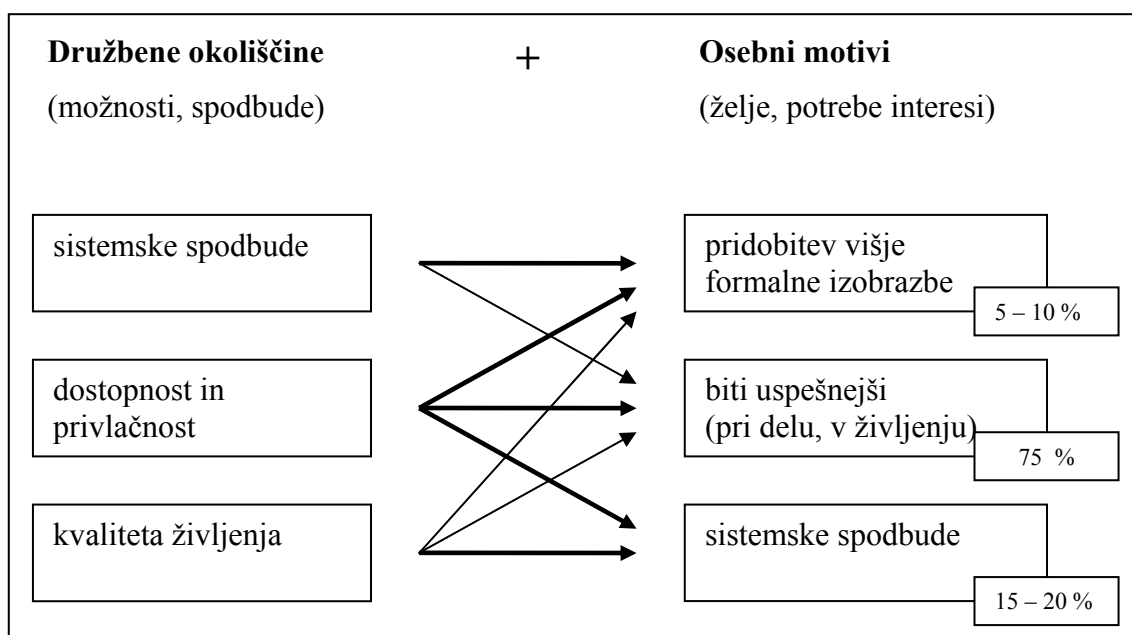 Družbene okoliščine
+
Osebni motivi
(možnosti, spodbude)
(želje, potrebe interesi)
sistemske spodbude
pridobitev višje
formalne izobrazbe
5 – 10 %
dostopnost in
privlačnost
biti uspešnejši
(pri delu, v življenju)
75 %
kvaliteta življenja
sistemske spodbude
15 – 20 %